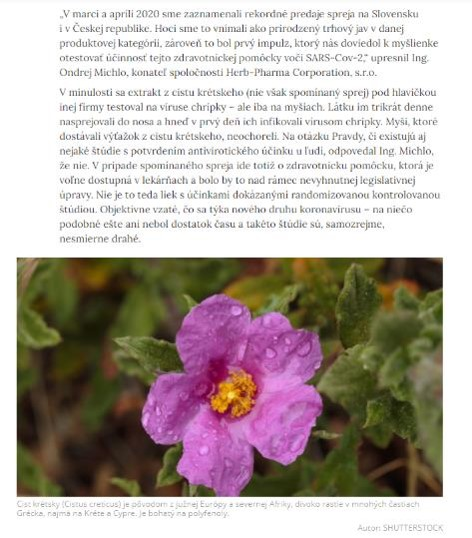 „V marci a apríli 2020 sme zaznamenali rekordné predaje spreja na Slovensku
i v Českej republike. Hoci sme to vnímali ako prirodzený trhový jav v danej
produktovej kategórii, zároveň to bol prvý impulz, ktorý nás doviedol k myšlienke
otestovať účinnosť tejto zdravotníckej pomôcky voči SARS-Cov-2,“ upresnil Ing.
Ondrej Michlo, konateľ spoločnosti Herb-Pharma Corporation, s.r.o.
V minulosti sa extrakt z cistu krétskeho (nie však spomínaný sprej) pod hlavičkou
inej firmy testoval na víruse chrípky – ale iba na myšiach. Látku im trikrát denne
nasprejovali do nosa a hneď v prvý deň ich infikovali vírusom chrípky. Myši, ktoré
dostávali výťažok z cistu krétskeho, neochoreli. Na otázku Pravdy, či existujú aj
nejaké štúdie s potvrdením antivirotického účinku u ľudí, odpovedal Ing. Michlo,
že nie. V prípade spomínaného spreja ide totiž o zdravotnícku pomôcku, ktorá je
voľne dostupná v lekárňach a bolo by to nad rámec nevyhnutnej legislatívnej
úpravy. Nie je to teda liek s účinkami dokázanými randomizovanou kontrolovanou
štúdiou. Objektívne vzaté, čo sa týka nového druhu koronavírusu – na niečo
podobné ešte ani nebol dostatok času a takéto štúdie sú, samozrejme,
nesmierne drahé.
Cist krétsky (Cistus creticus) je pôvodom z južnej Európy a severnej Afriky, divoko rastie v mnohých častiach
Grécka, najmä na Kréte a Cypre. Je bohatý na polyfenoly.
Autor: SHUTTERSTOCK